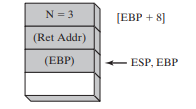 N = 3 [EBP + 8]
(Ret Addr)
(EBP) ESP, EBP